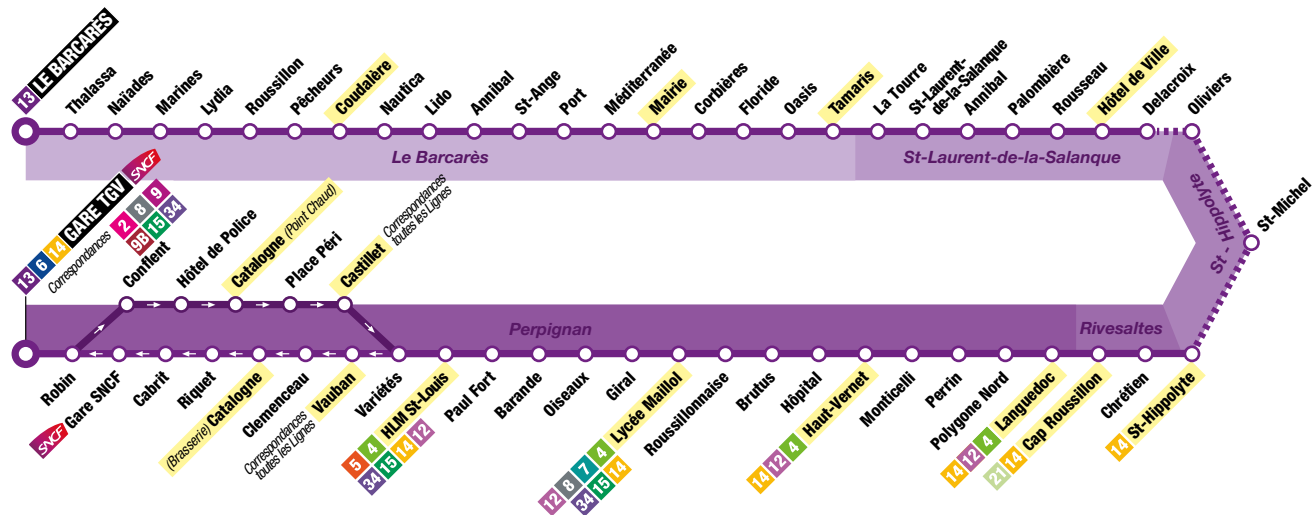 13 LE BARCARÈS
Thalassa
Naïades
Marines
Lydia
Roussillon
Pêcheurs
Coudalère
Nautica
Lido
Annibal
St-Ange
Port
Méditerranée
Mairie
Corbières
Floride
Oasis
Tamaris
La Tourre
St-Laurent-
de-la-Salanque
Annibal
Palombière
Rousseau
Hôtel de Ville
Delacroix
Oliviers
Le Barcarès
St-Laurent-de-la-Salanque
St - Hippolyte
St-Michel
13 6 14 GARE TGV SNCF
Correspondances 2 8 9
9B 15 34
Conflent
Hôtel de Police
Catalogne (Point Chaud)
Place Péri
Castillet
Correspondances
toutes les Lignes
Perpignan
Rivesaltes
Robin
SNCF Gare SNCF
Cabrit
Riquet
(Brasserie) Catalogne
Clemenceau
Correspondances
toutes les Lignes
Vauban
Variétés
5 4 HLM St-Louis
34 15 14 12
Paul Fort
Barande
Oiseaux
Giral
12 8 7 4 Lycée Maillol
34 15 14
Roussillonnaise
Brutus
Hôpital
14 12 4 Haut-Vernet
Monticelli
Perrin
Polygone Nord
14 12 4 Languedoc
21 14 Cap Roussillon
Chrétien
14 St-Hippolyte